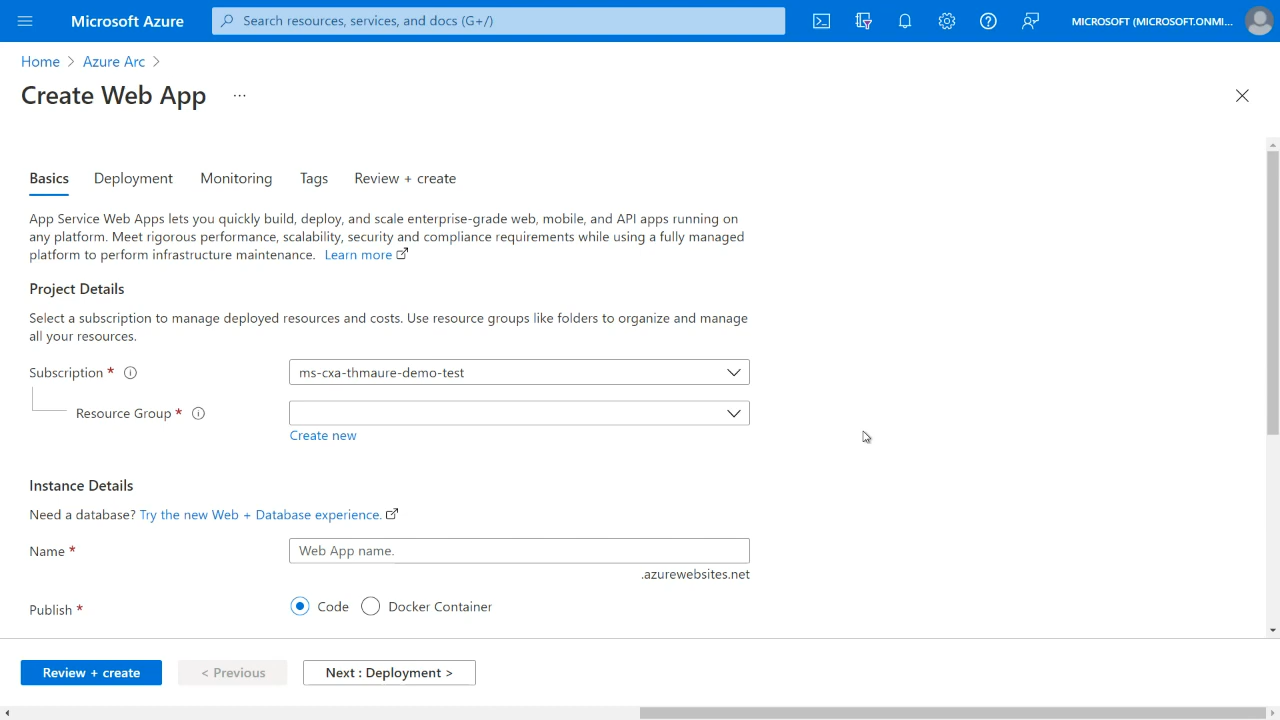 Microsoft Azure
Search resources, services, and docs (G+/)
MICROSOFT (MICROSOFT.ONMI...
Home > Azure Arc >
Create Web App ...
Basics
Deployment
Monitoring
Tags
Review + create
App Service Web Apps lets you quickly build, deploy, and scale enterprise-grade web, mobile, and API apps running on
any platform. Meet rigorous performance, scalability, security and compliance requirements while using a fully managed
platform to perform infrastructure maintenance. Learn more
Project Details
Select a subscription to manage deployed resources and costs. Use resource groups like folders to organize and manage
all your resources.
Subscription *
ms-cxa-thmaure-demo-test
Resource Group *
Create new
Instance Details
Need a database? Try the new Web + Database experience.
Name *
Web App name.
.azurewebsites.net
Publish *
Code
Docker Container
Review + create
< Previous
Next : Deployment >